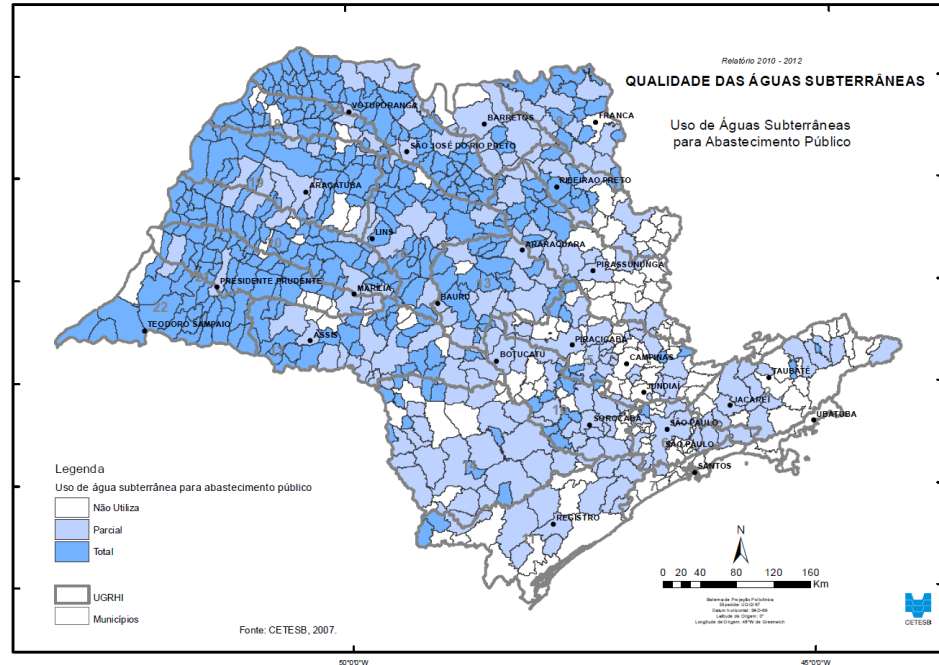 Relatório 2010 - 2012
QUALIDADE DAS ÁGUAS SUBTERRÂNEAS
Uso de Águas Subterrâneas
para Abastecimento Público
VOTUPORANGA
BARRETOS
FRANCA
SÃO JOSÉ DO RIO PRETO
RIBEIRÃO PRETO
ARAÇATUBA
LINS
ARARAQUARA
PIRASSUNUNGA
PRESIDENTE PRUDENTE
MARÍLIA
BAURU
22
TEODORO SAMPAIO
ASSIS
BOTUCATU
PIRACICABA
CAMPINAS
TAUBATÉ
JUNDIAÍ
JACAREÍ
UBATUBA
SOROCABA
SÃO PAULO
SÃO PAULO
SANTOS
REGISTRO
Legenda
Uso de água subterrânea para abastecimento público
Não Utiliza
Parcial
Total
UGRHI
Municípios
Fonte: CETESB, 2007.
N
0 20 40 80 120 160
Km
CETESB
50°0'0"W
45°0'0"W